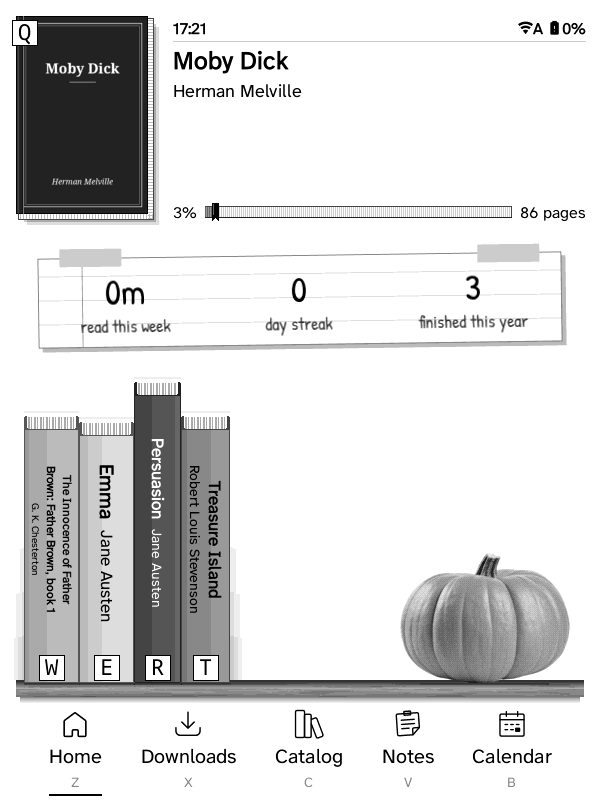 Q
Moby Dick
Herman Melville
17:21
A 0%
Moby Dick
Herman Melville
3%
86 pages
0m
read this week
0
day streak
3
finished this year
The Innocence of Father
Brown: Father Brown, book 1
G. K. Chesterton
W
Emma Jane Austen
E
Persuasion Jane Austen
R
Treasure Island
Robert Louis Stevenson
T
Home
Downloads
Catalog
Notes
Calendar
Z
X
C
V
B